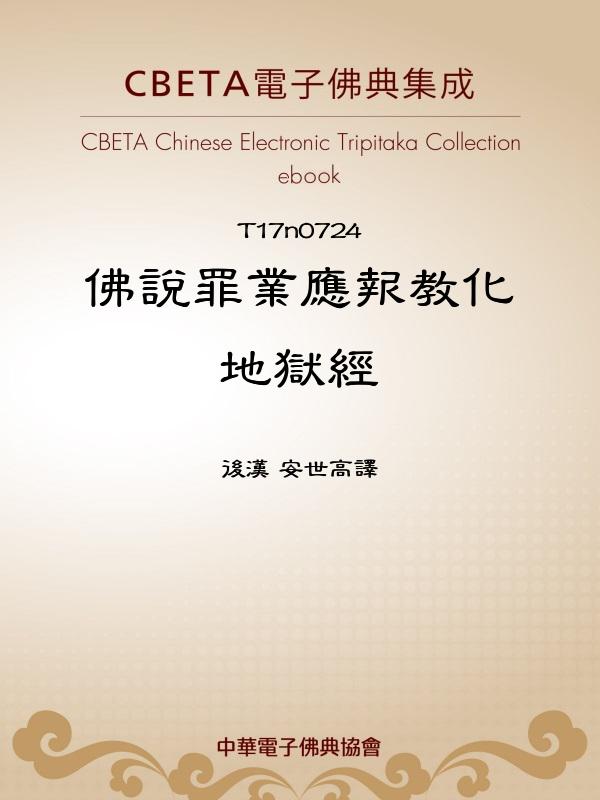 CBETA電子佛典集成
CBETA Chinese Electronic Tripitaka Collection
ebook
T17n0724
佛說罪業應報教化
地獄經
後漢 安世高譯
中華電子佛典協會